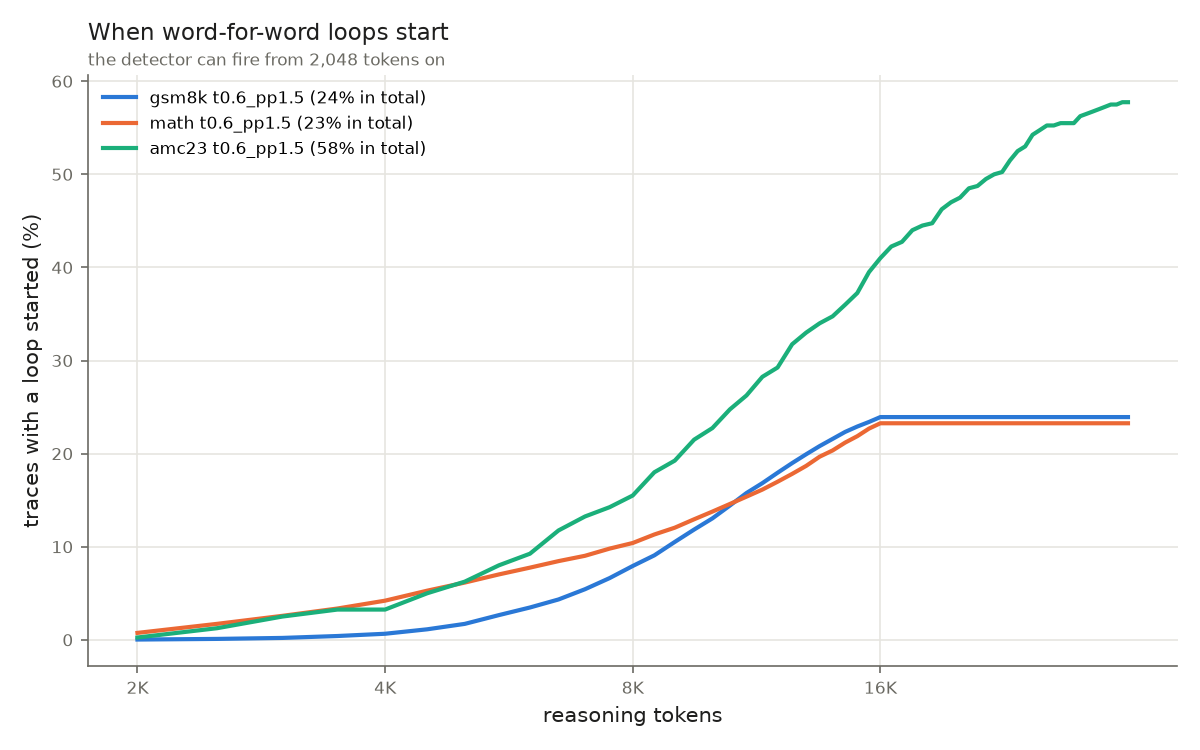 When word-for-word loops start
the detector can fire from 2,048 tokens on
gsm8k t0.6_pp1.5 (24% in total)
math t0.6_pp1.5 (23% in total)
amc23 t0.6_pp1.5 (58% in total)
traces with a loop started (%)
60
50
40
30
20
10
0
2K
4K
8K
16K
reasoning tokens